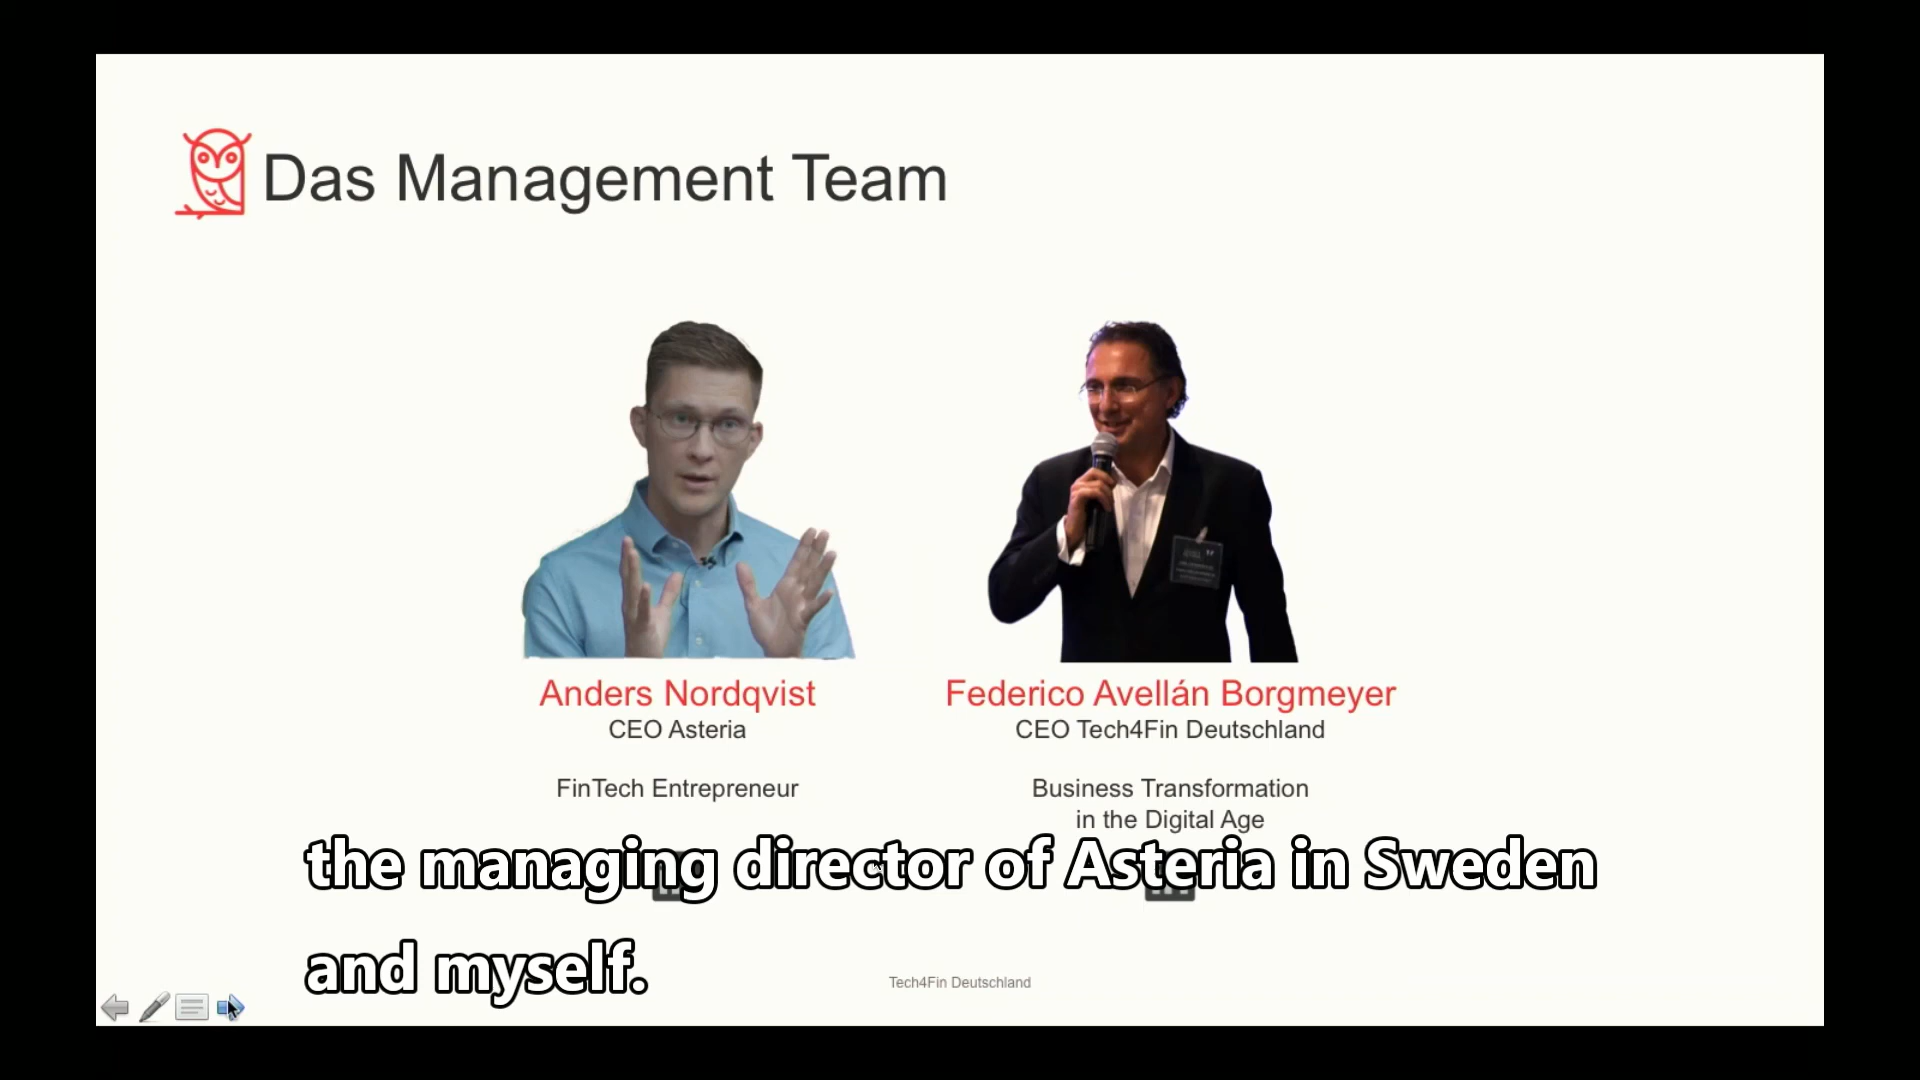 Das Management Team
Anders Nordqvist
CEO Asteria
FinTech Entrepreneur
Federico Avellán Borgmeyer
CEO Tech4Fin Deutschland
Business Transformation
in the Digital Age
the managing director of Asteria in Sweden
and myself.
Tech4Fin Deutschland